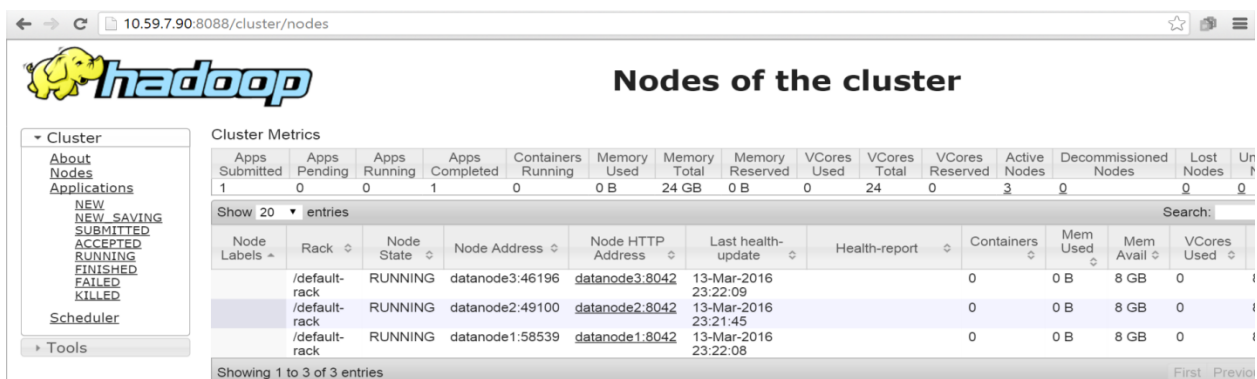 10.59.7.90:8088/cluster/nodes
hadoop
Nodes of the cluster
Cluster
About
Nodes
Applications
NEW
NEW_SAVING
SUBMITTED
ACCEPTED
RUNNING
FINISHED
FAILED
KILLED
Scheduler
Tools
Cluster Metrics
Apps Submitted Apps Pending Apps Running Apps Completed Containers Running Memory Used Memory Total Memory Reserved VCores Used VCores Total VCores Reserved Active Nodes Decommissioned Nodes Lost Nodes
1 0 0 1 0 0 B 24 GB 0 B 0 24 0 3 0 0 0
Show 20 entries Search:
Node Labels Rack Node State Node Address Node HTTP Address Last health-update Health-report Containers Mem Used Mem Avail VCores Used
/default-rack RUNNING datanode3:46196 datanode3:8042 13-Mar-2016 23:22:09 0 0 B 8 GB 0
/default-rack RUNNING datanode2:49100 datanode2:8042 13-Mar-2016 23:21:45 0 0 B 8 GB 0
/default-rack RUNNING datanode1:58539 datanode1:8042 13-Mar-2016 23:22:08 0 0 B 8 GB 0
Showing 1 to 3 of 3 entries First